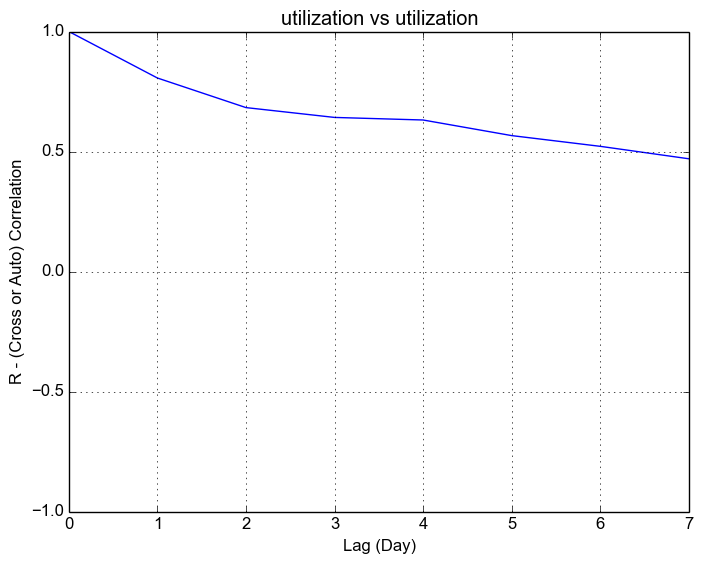 utilization vs utilization
R - (Cross or Auto) Correlation
1.0
0.5
0.0
−0.5
−1.0
0 1 2 3 4 5 6 7
Lag (Day)